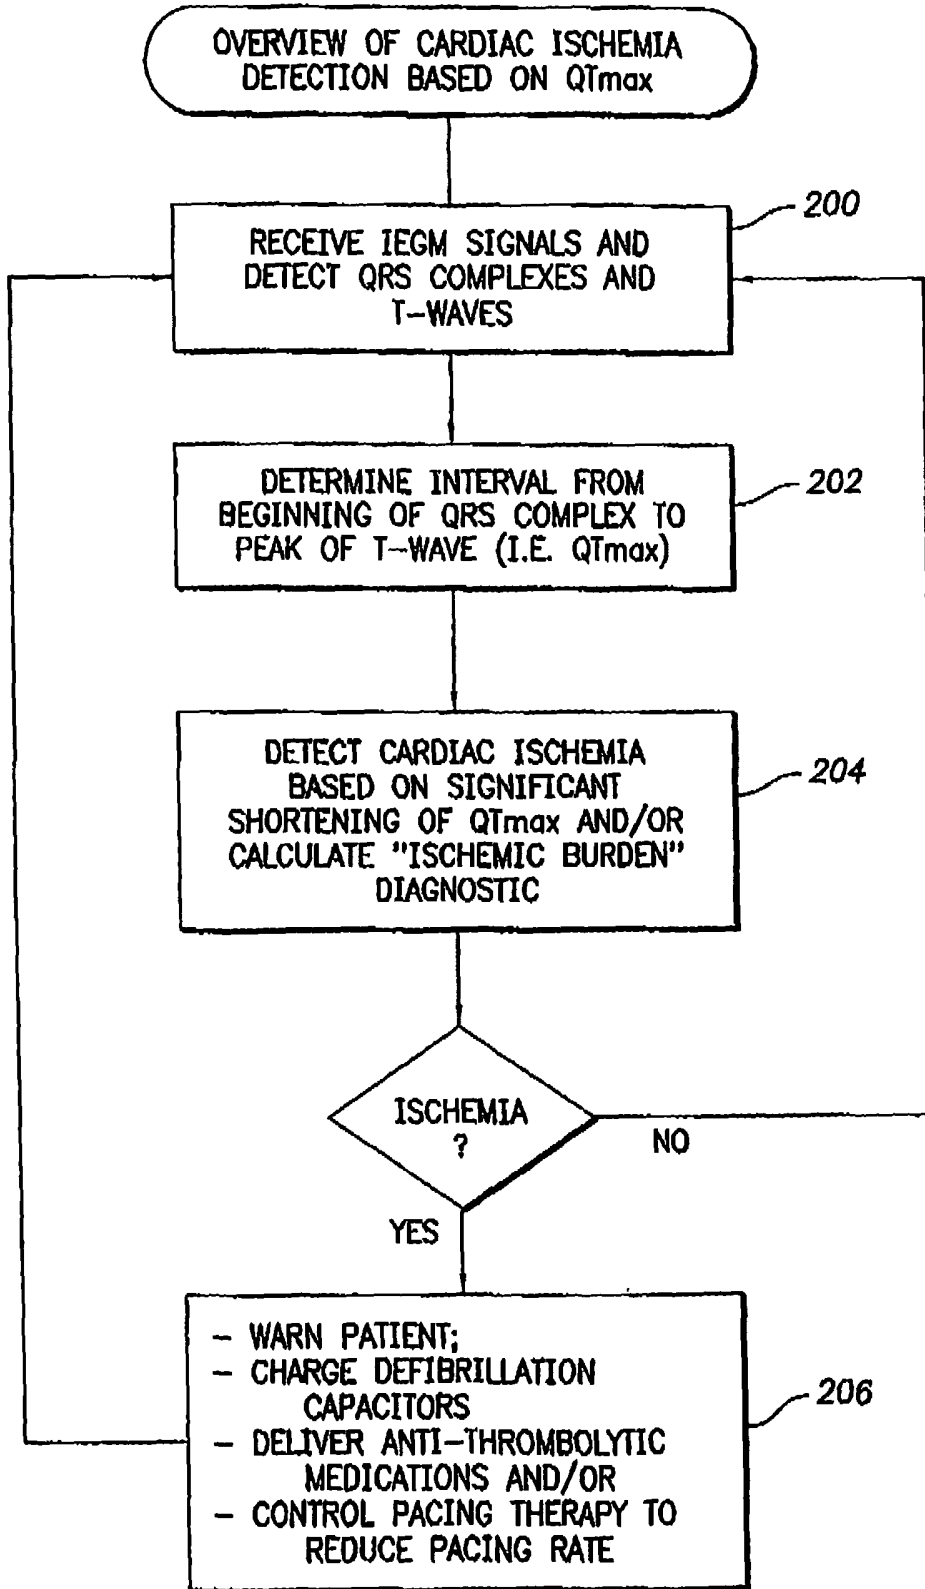 OVERVIEW OF CARDIAC ISCHEMIA
DETECTION BASED ON QTmax
200
RECEIVE IEGM SIGNALS AND
DETECT QRS COMPLEXES AND
T-WAVES
202
DETERMINE INTERVAL FROM
BEGINNING OF QRS COMPLEX TO
PEAK OF T-WAVE (I.E. QTmax)
204
DETECT CARDIAC ISCHEMIA
BASED ON SIGNIFICANT
SHORTENING OF QTmax AND/OR
CALCULATE "ISCHEMIC BURDEN"
DIAGNOSTIC
ISCHEMIA
?
NO
YES
206
- WARN PATIENT;
- CHARGE DEFIBRILLATION
CAPACITORS
- DELIVER ANTI-THROMBOLYTIC
MEDICATIONS AND/OR
- CONTROL PACING THERAPY TO
REDUCE PACING RATE